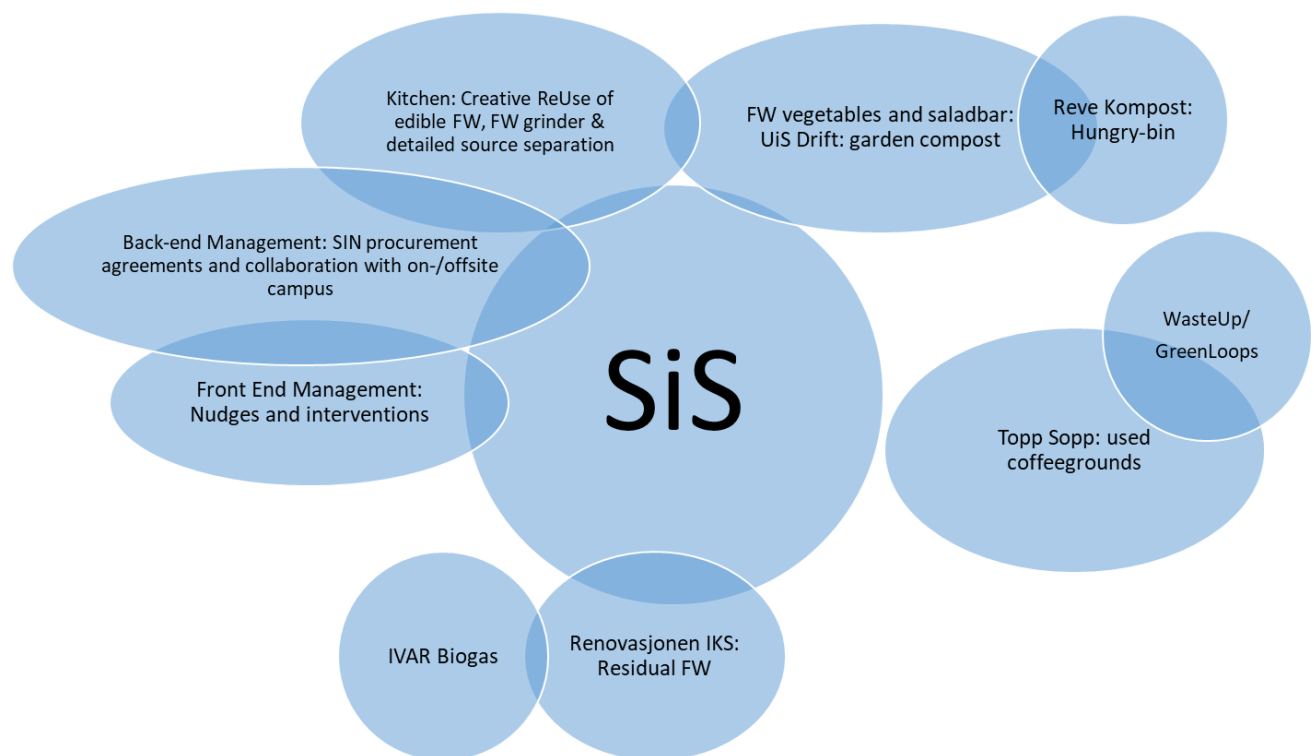 Kitchen: Creative ReUse of
edible FW, FW grinder &
detailed source separation
FW vegetables and saladbar:
UiS Drift: garden compost
Reve Kompost:
Hungry-bin
Back-end Management: SIN procurement
agreements and collaboration with on-/offsite
campus
WasteUp/
GreenLoops
Front End Management:
Nudges and interventions
SiS
Topp Sopp: used
coffeegrounds
IVAR Biogas
Renovasjonen IKS:
Residual FW